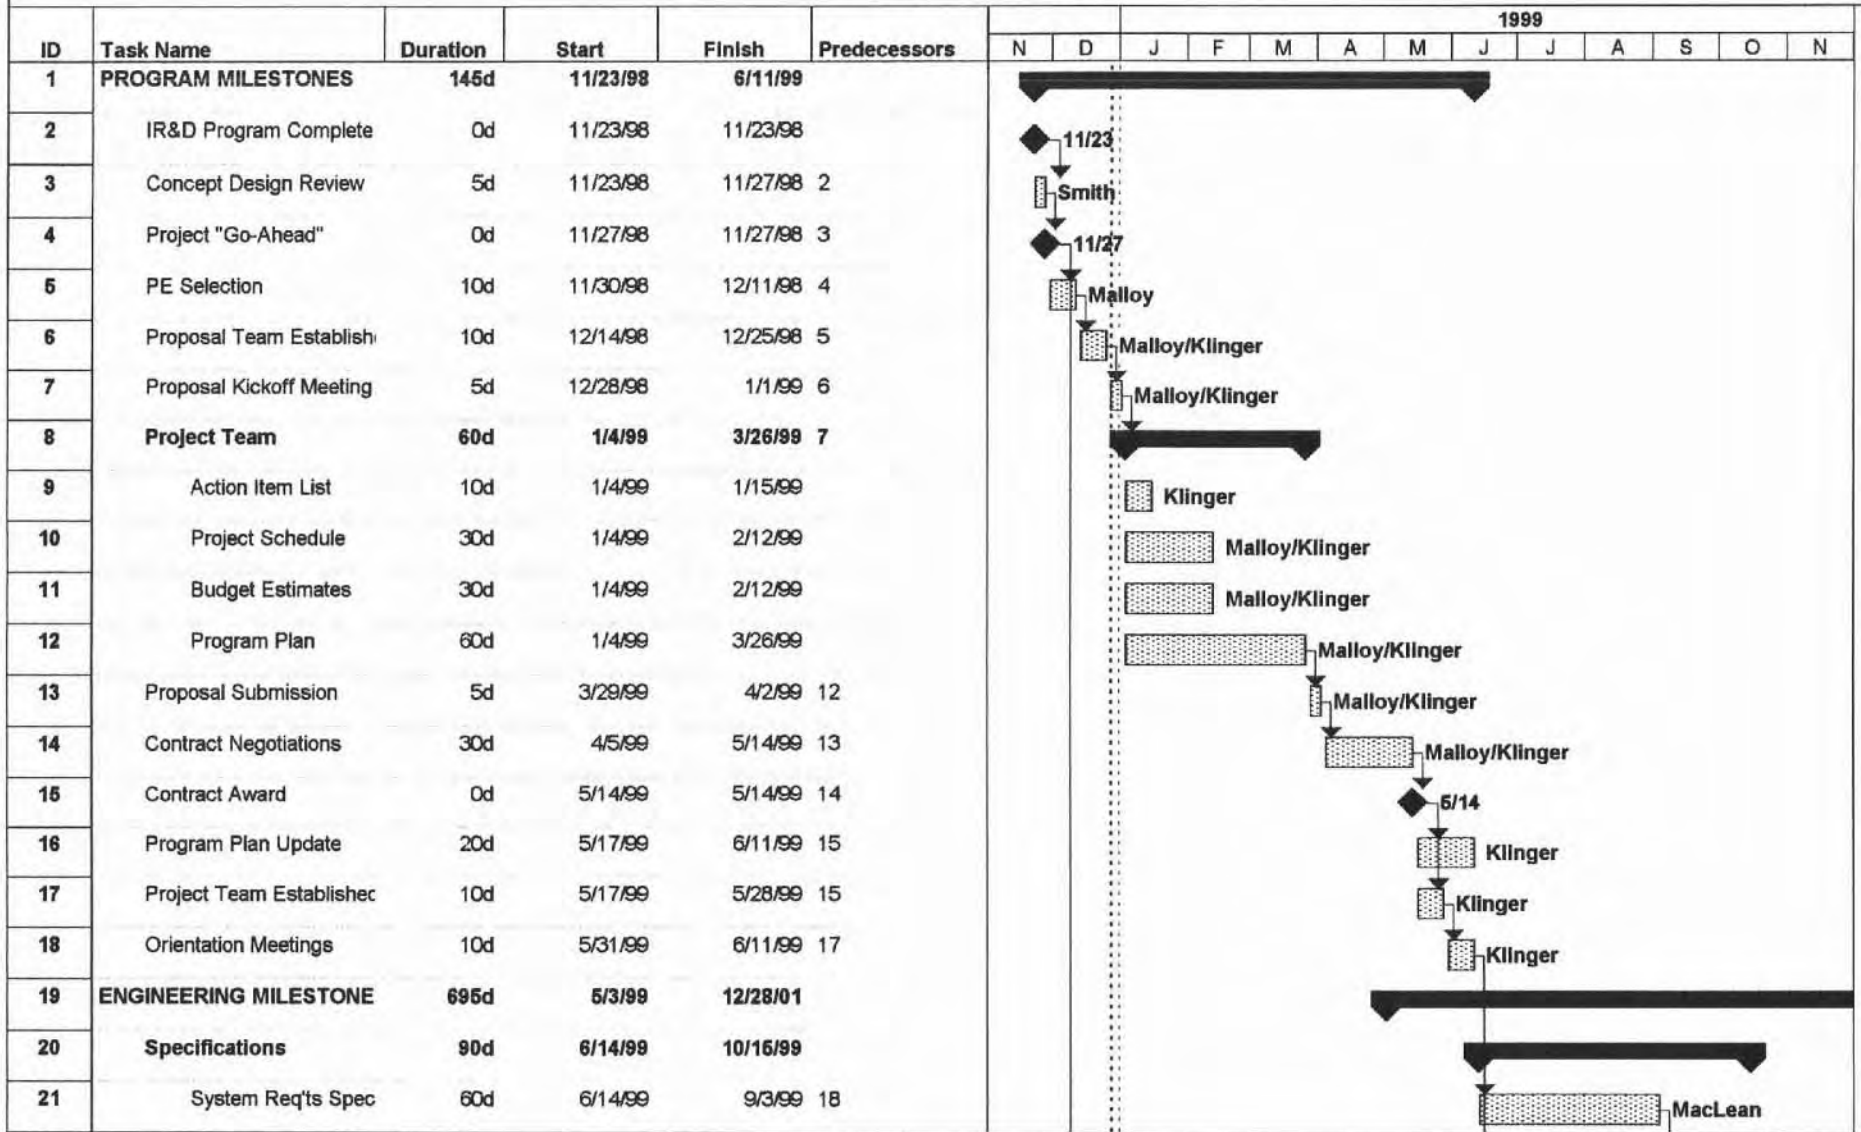 1999
ID Task Name Duration Start Finish Predecessors N D J F M A M J J A S O N
1 PROGRAM MILESTONES 145d 11/23/98 6/11/99
2 IR&D Program Complete 0d 11/23/98 11/23/98 11/23
3 Concept Design Review 5d 11/23/98 11/27/98 2 Smith
4 Project "Go-Ahead" 0d 11/27/98 11/27/98 3 11/27
5 PE Selection 10d 11/30/98 12/11/98 4 Malloy
6 Proposal Team Establish 10d 12/14/98 12/25/98 5 Malloy/Klinger
7 Proposal Kickoff Meeting 5d 12/28/98 1/1/99 6 Malloy/Klinger
8 Project Team 60d 1/4/99 3/26/99 7
9 Action Item List 10d 1/4/99 1/15/99 Klinger
10 Project Schedule 30d 1/4/99 2/12/99 Malloy/Klinger
11 Budget Estimates 30d 1/4/99 2/12/99 Malloy/Klinger
12 Program Plan 60d 1/4/99 3/26/99 Malloy/Klinger
13 Proposal Submission 5d 3/29/99 4/2/99 12 Malloy/Klinger
14 Contract Negotiations 30d 4/5/99 5/14/99 13 Malloy/Klinger
15 Contract Award 0d 5/14/99 5/14/99 14 5/14
16 Program Plan Update 20d 5/17/99 6/11/99 15 Klinger
17 Project Team Established 10d 5/17/99 5/28/99 15 Klinger
18 Orientation Meetings 10d 5/31/99 6/11/99 17 Klinger
19 ENGINEERING MILESTONE 695d 5/3/99 12/28/01
20 Specifications 90d 6/14/99 10/15/99
21 System Req'ts Spec 60d 6/14/99 9/3/99 18 MacLean